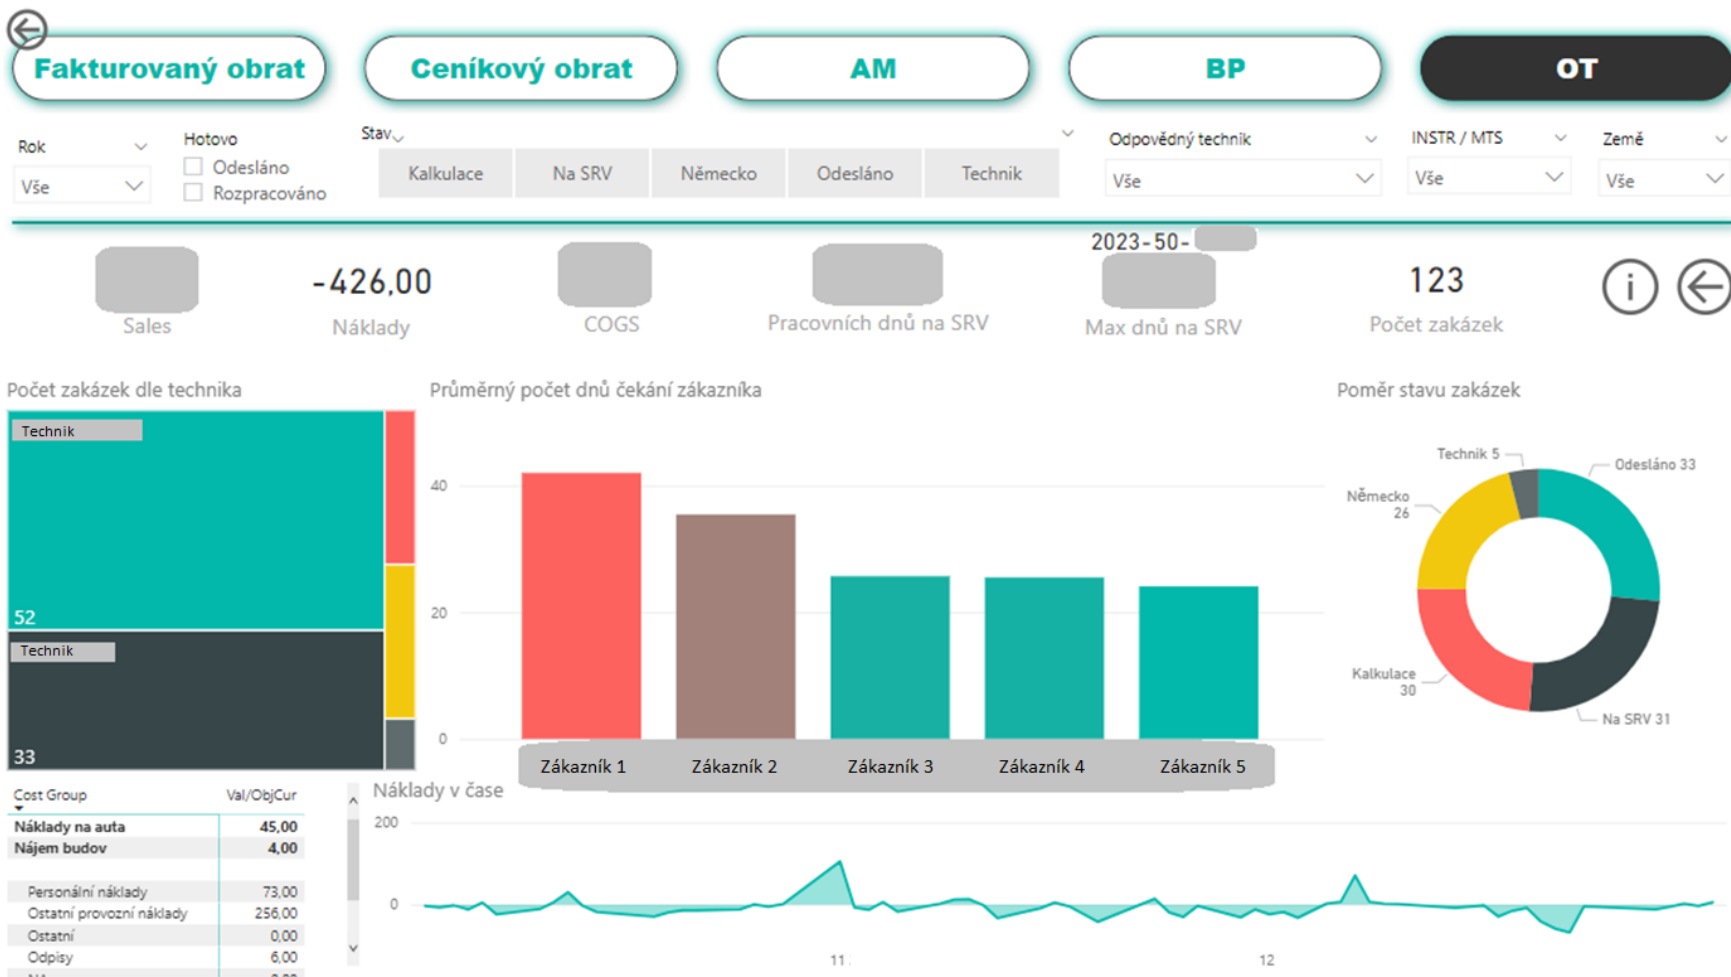 Fakturovaný obrat
Ceníkový obrat
AM
BP
OT
Rok
Vše
Hotovo
Odesláno
Rozpracováno
Stav
Kalkulace
Na SRV
Německo
Odesláno
Technik
Odpovědný technik
Vše
INSTR / MTS
Vše
Země
Vše
Sales
-426,00
Náklady
COGS
Pracovních dnů na SRV
2023-50-
Max dnů na SRV
123
Počet zakázek
i
Počet zakázek dle technika
Technik
52
Technik
33
Průměrný počet dnů čekání zákazníka
40
20
0
Zákazník 1
Zákazník 2
Zákazník 3
Zákazník 4
Zákazník 5
Poměr stavu zakázek
Technik 5
Odesláno 33
Německo
26
Kalkulace
30
Na SRV 31
Cost Group Val/ObjCur
Náklady na auta 45,00
Nájem budov 4,00
Personální náklady 73,00
Ostatní provozní náklady 256,00
Ostatní 0,00
Odpisy 6,00
Náklady v čase
200
0
11
12